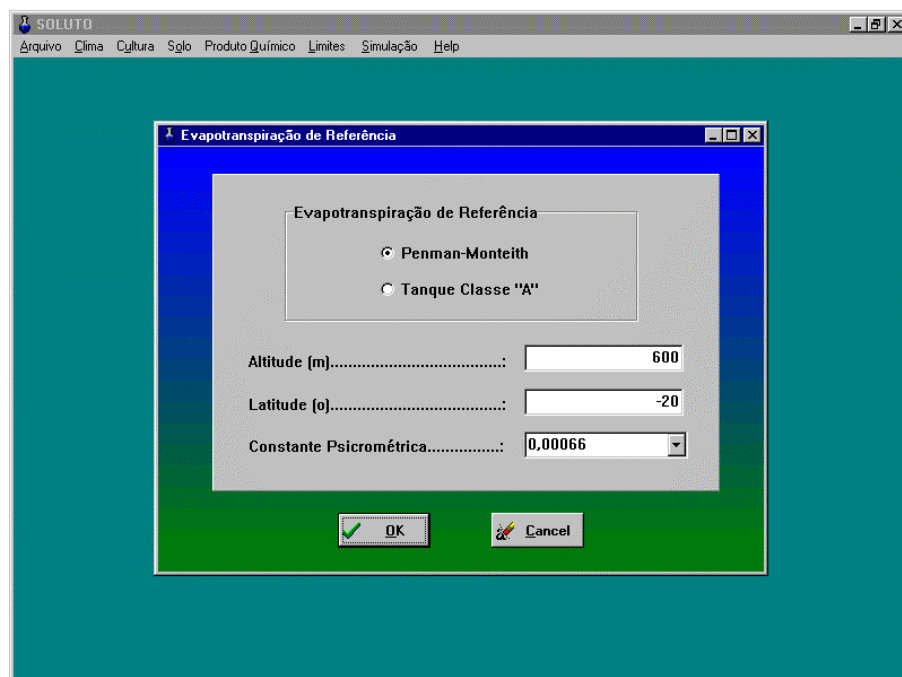 SOLUTO
Arquivo Clima Cultura Solo Produto Químico Limites Simulação Help
Evapotranspiração de Referência
Evapotranspiração de Referência
Penman-Monteith
Tanque Classe "A"
Altitude (m)......................................: 600
Latitude (o)......................................: -20
Constante Psicrométrica................: 0,00066
OK Cancel